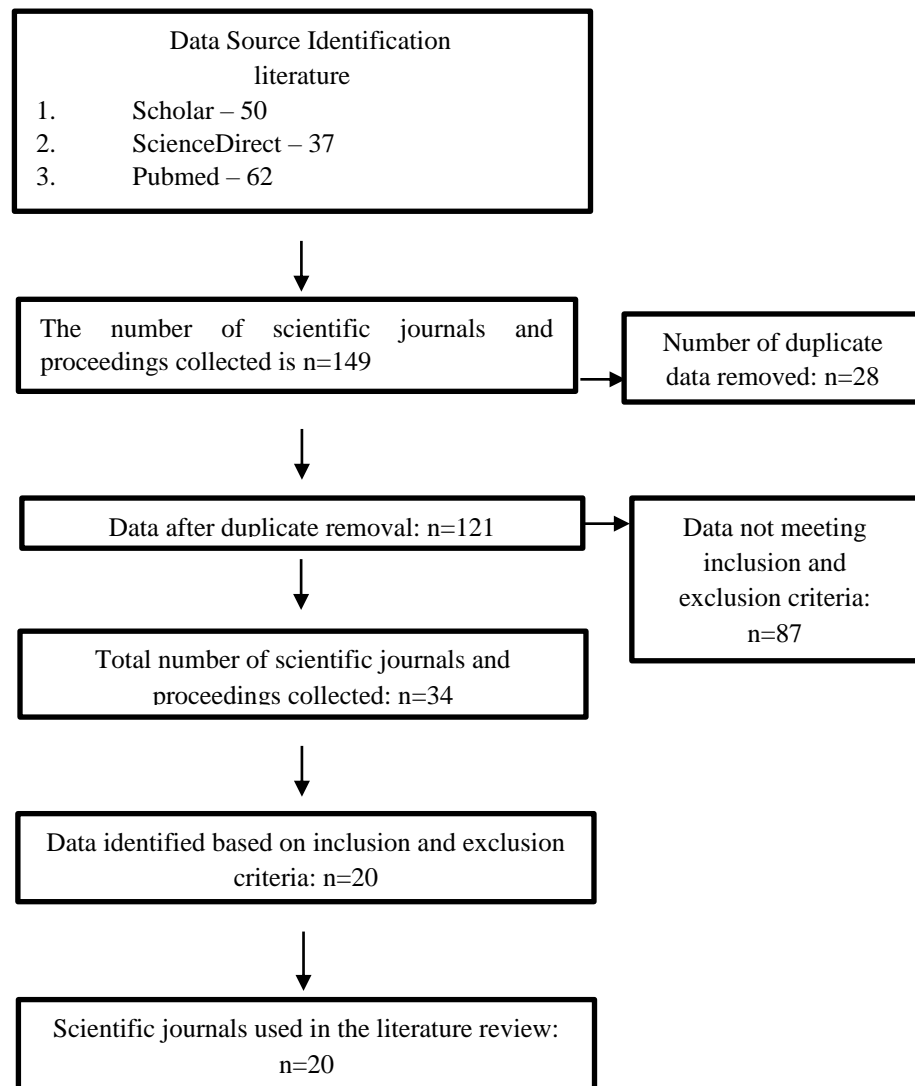 Data Source Identification
literature
1. Scholar – 50
2. ScienceDirect – 37
3. Pubmed – 62
The number of scientific journals and
proceedings collected is n=149
Number of duplicate
data removed: n=28
Data after duplicate removal: n=121
Data not meeting
inclusion and
exclusion criteria:
n=87
Total number of scientific journals and
proceedings collected: n=34
Data identified based on inclusion and exclusion
criteria: n=20
Scientific journals used in the literature review:
n=20